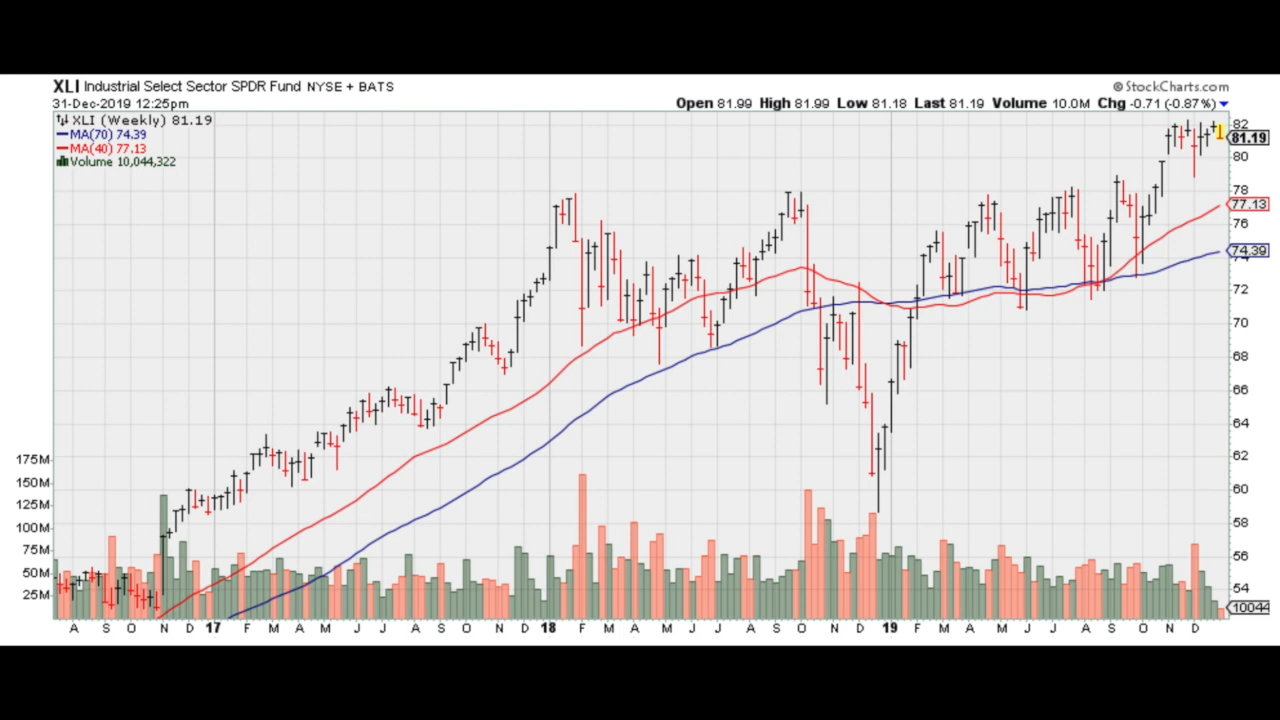 XLI Industrial Select Sector SPDR Fund NYSE + BATS
® StockCharts.com
31-Dec-2019 12:25pm
Open 81.99 High 81.99 Low 81.18 Last 81.19 Volume 10.0M Chg -0.71 (-0.87%)
XLI (Weekly) 81.19
MA(70) 74.39
MA(40) 77.13
Volume 10,044,322
82
81.19
80
78
77.13
76
74.39
74
72
70
68
66
64
62
60
58
56
54
10044
175M
150M
125M
100M
75M
50M
25M
A S O N D 17 F M A M J J A S O N D 18 F M A M J J A S O N D 19 F M A M J J A S O N D